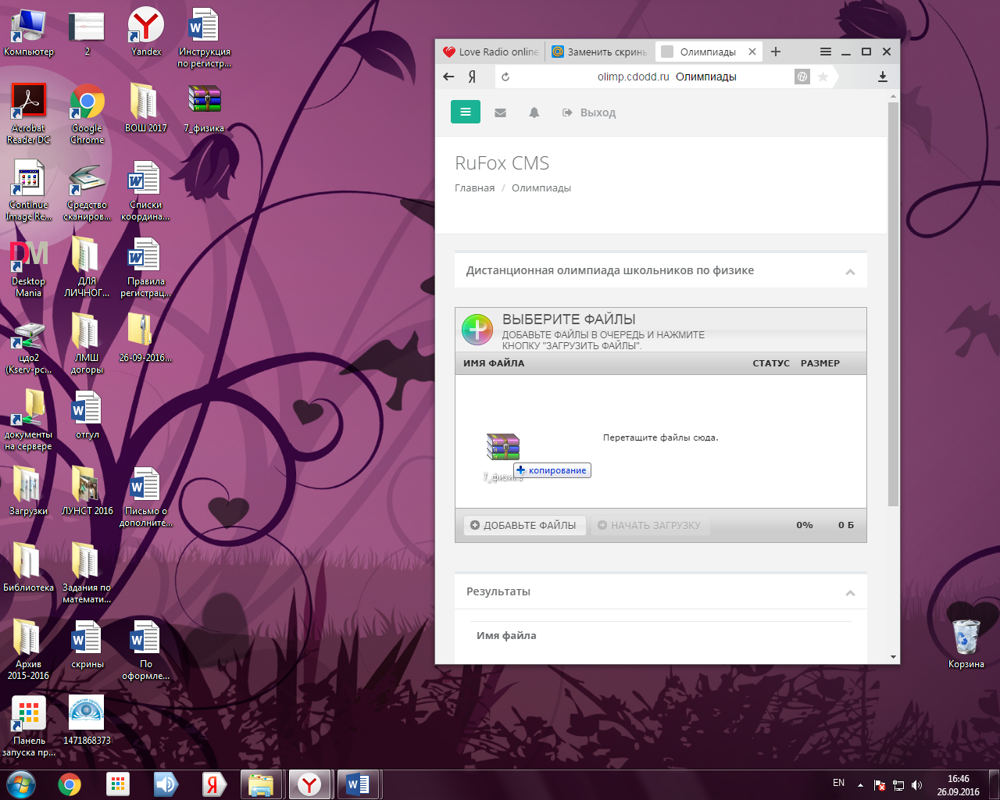 Компьютер
2
Yandex
Инструкция
по регистр...
Acrobat
Reader DC
Google
Chrome
ВОШ 2017
7_физика
Continue
Image Re...
Средство
сканиров...
Списки
координа...
Desktop
Mania
ДЛЯ
ЛИЧНОГ...
Правила
регистрац...
цдо2
(Kserv-pc...
ЛМШ
догоры
26-09-2016...
документы
на сервере
отгул
Загрузки
ЛУНСТ 2016
Письмо о
дополните...
Библиотека
Задания по
математи...
Архив
2015-2016
скрины
По
оформле...
Панель
запуска пр...
1471868373
Корзина
Love Radio online
Заменить скрины
Олимпиады
olimp.cdodd.ru Олимпиады
Выход
RuFox CMS
Главная / Олимпиады
Дистанционная олимпиада школьников по физике
ВЫБЕРИТЕ ФАЙЛЫ
ДОБАВЬТЕ ФАЙЛЫ В ОЧЕРЕДЬ И НАЖМИТЕ
КНОПКУ "ЗАГРУЗИТЬ ФАЙЛЫ".
ИМЯ ФАЙЛА СТАТУС РАЗМЕР
Перетащите файлы сюда.
7_физика
копирование
ДОБАВЬТЕ ФАЙЛЫ НАЧАТЬ ЗАГРУЗКУ 0% 0 Б
Результаты
Имя файла
EN
16:46
26.09.2016